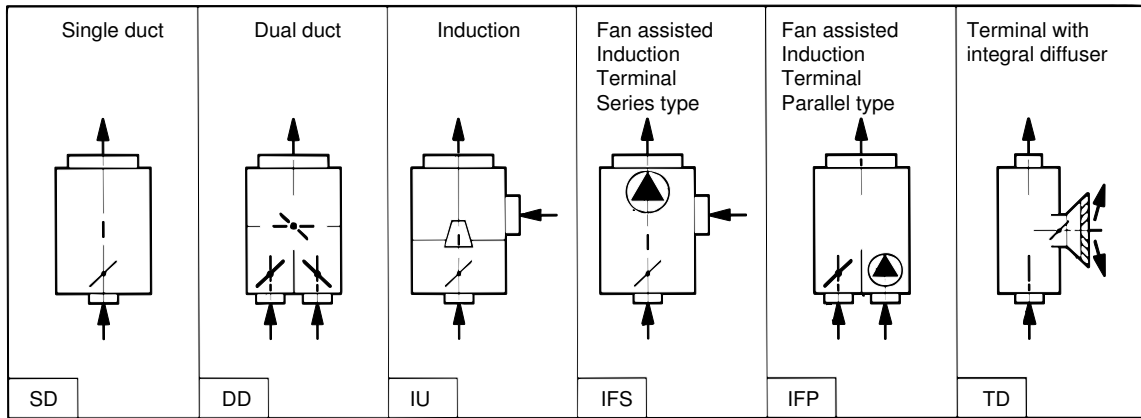 Single duct
SD
Dual duct
DD
Induction
IU
Fan assisted
Induction
Terminal
Series type
IFS
Fan assisted
Induction
Terminal
Parallel type
IFP
Terminal with
integral diffuser
TD